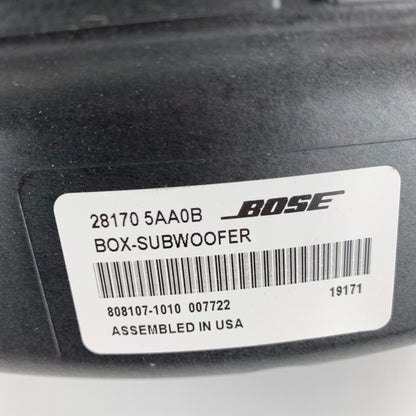 28170 5AA0B BOSE
BOX-SUBWOOFER
808107-1010 007722 19171
ASSEMBLED IN USA